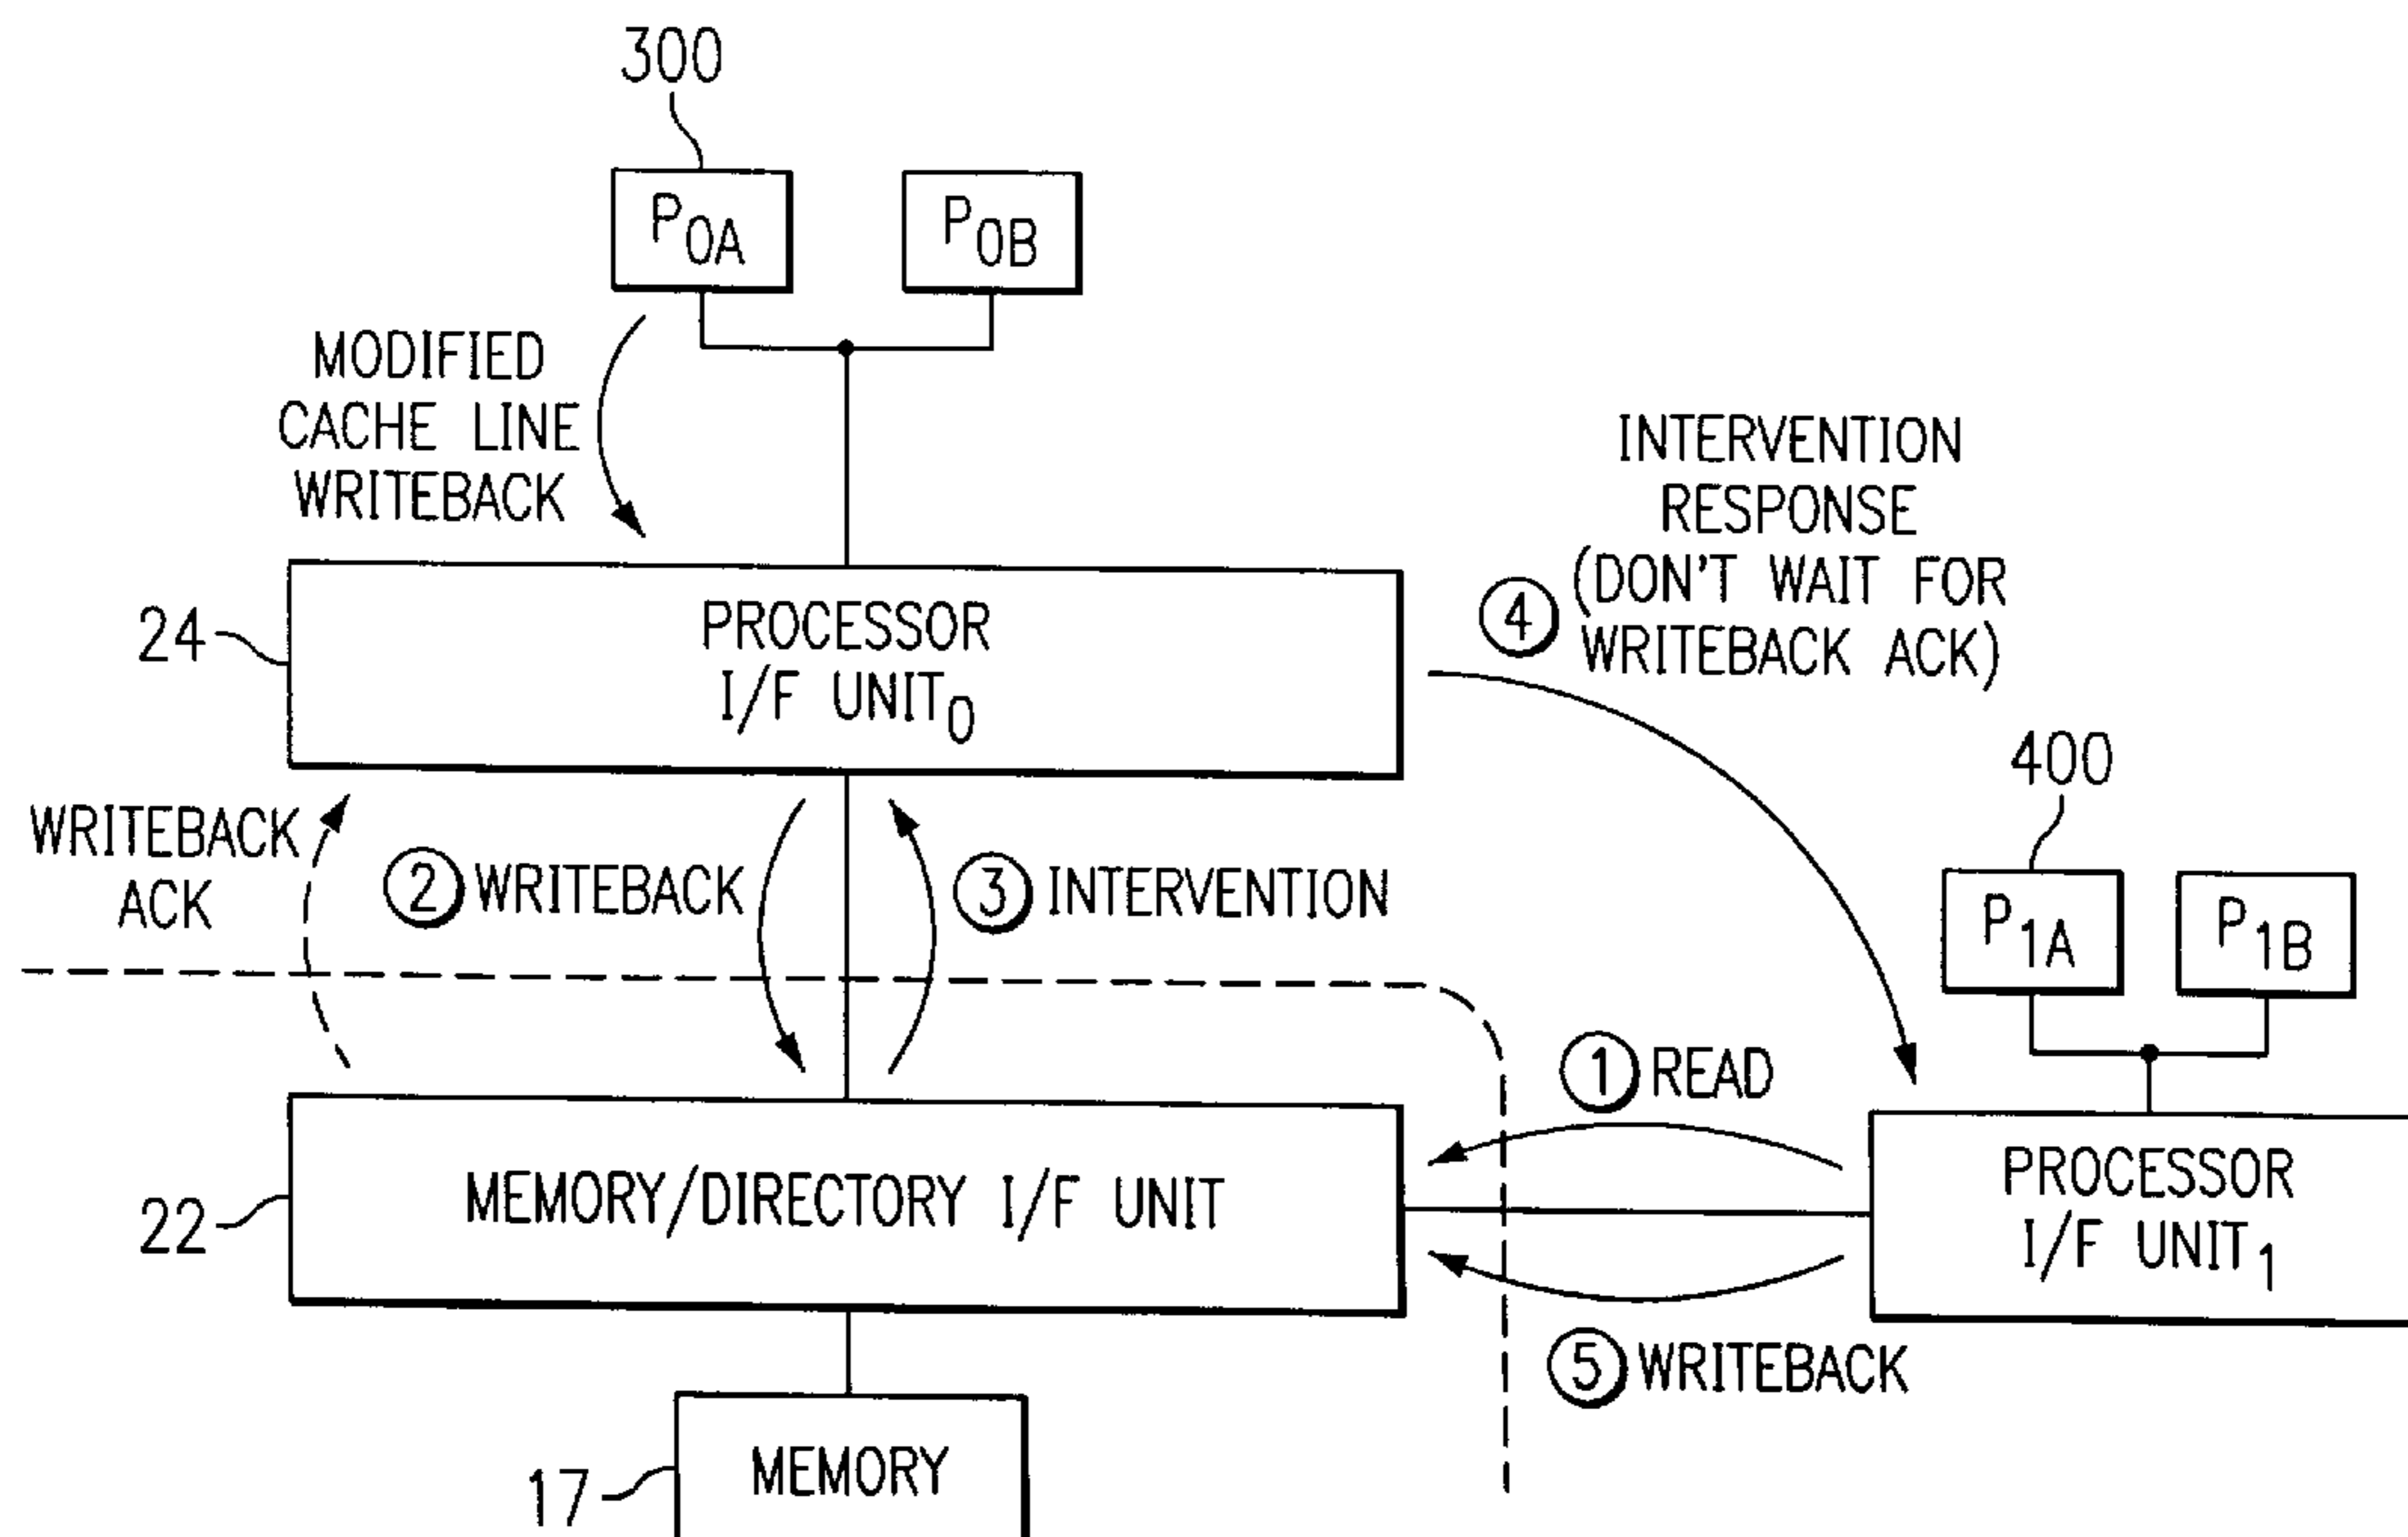 300
P0A
P0B
MODIFIED
CACHE LINE
WRITEBACK
INTERVENTION
RESPONSE
(DON'T WAIT FOR
WRITEBACK ACK)
4
24
PROCESSOR
I/F UNIT0
400
WRITEBACK
ACK
2 WRITEBACK
3 INTERVENTION
P1A
P1B
1 READ
22
MEMORY/DIRECTORY I/F UNIT
PROCESSOR
I/F UNIT1
5 WRITEBACK
17
MEMORY